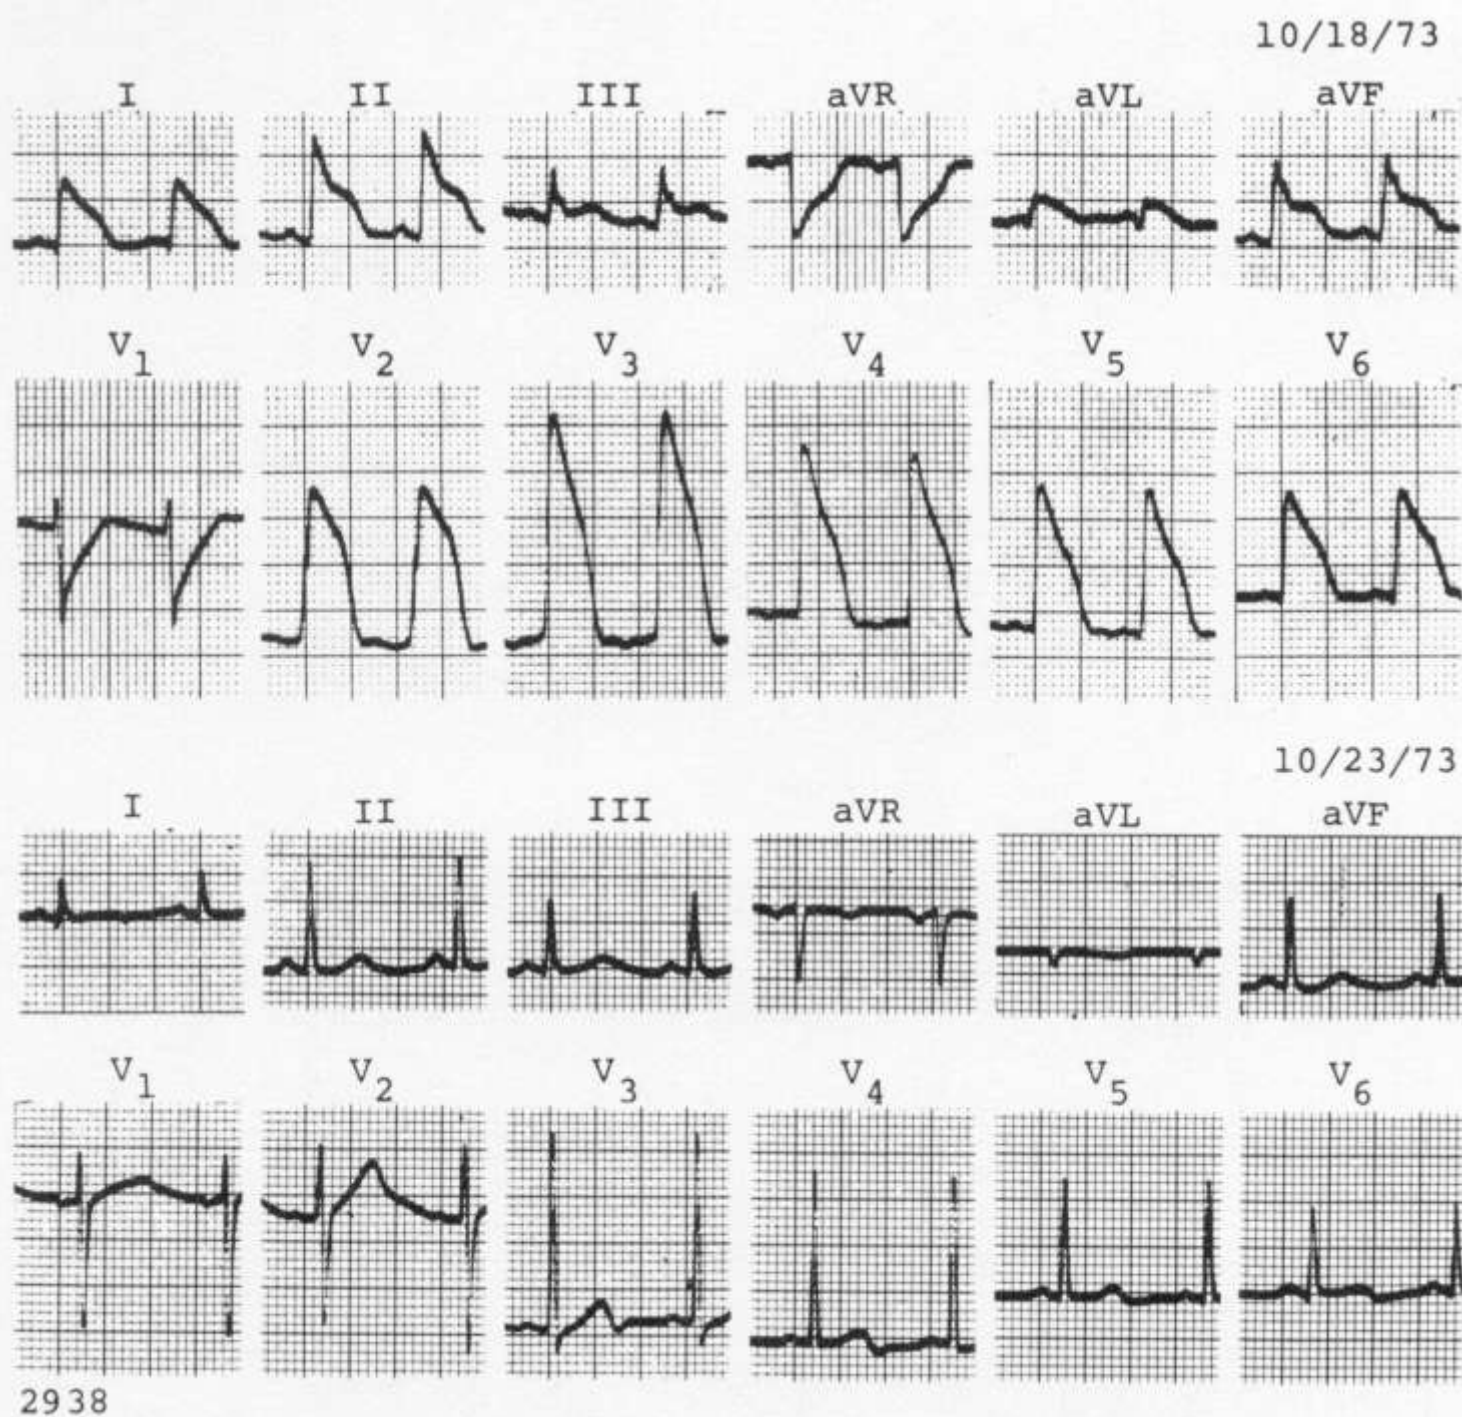 10/18/73
I II III aVR aVL aVF
V1 V2 V3 V4 V5 V6
10/23/73
I II III aVR aVL aVF
V1 V2 V3 V4 V5 V6
2938